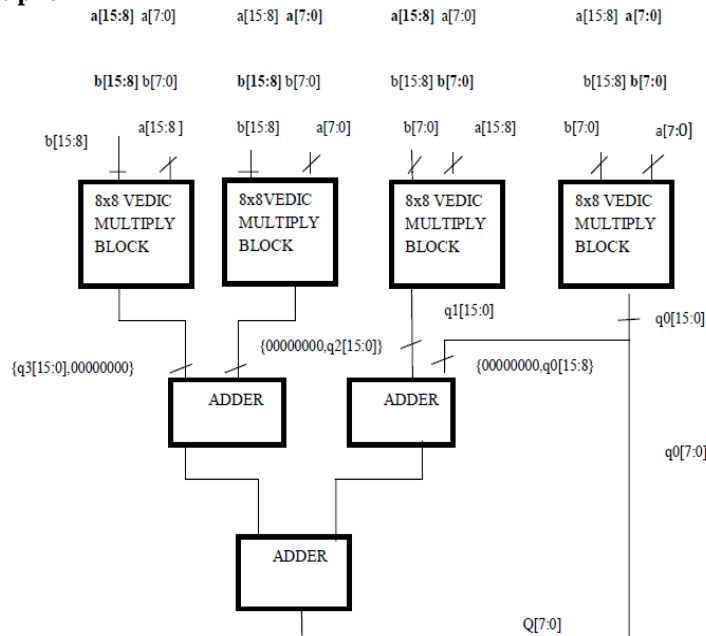 a[15:8] a[7:0] a[15:8] a[7:0] a[15:8] a[7:0] a[15:8] a[7:0]
b[15:8] b[7:0] b[15:8] b[7:0] b[15:8] b[7:0] b[15:8] b[7:0]
b[15:8] a[15:8 ] b[15:8] a[7:0] b[7:0] a[15:8] b[7:0] a[7:0]
8x8 VEDIC
MULTIPLY
BLOCK
8x8VEDIC
MULTIPLY
BLOCK
8x8 VEDIC
MULTIPLY
BLOCK
8x8 VEDIC
MULTIPLY
BLOCK
q1[15:0] q0[15:0]
{q3[15:0],00000000} {00000000,q2[15:0]} {00000000,q0[15:8}
ADDER ADDER
q0[7:0]
ADDER
Q[7:0]